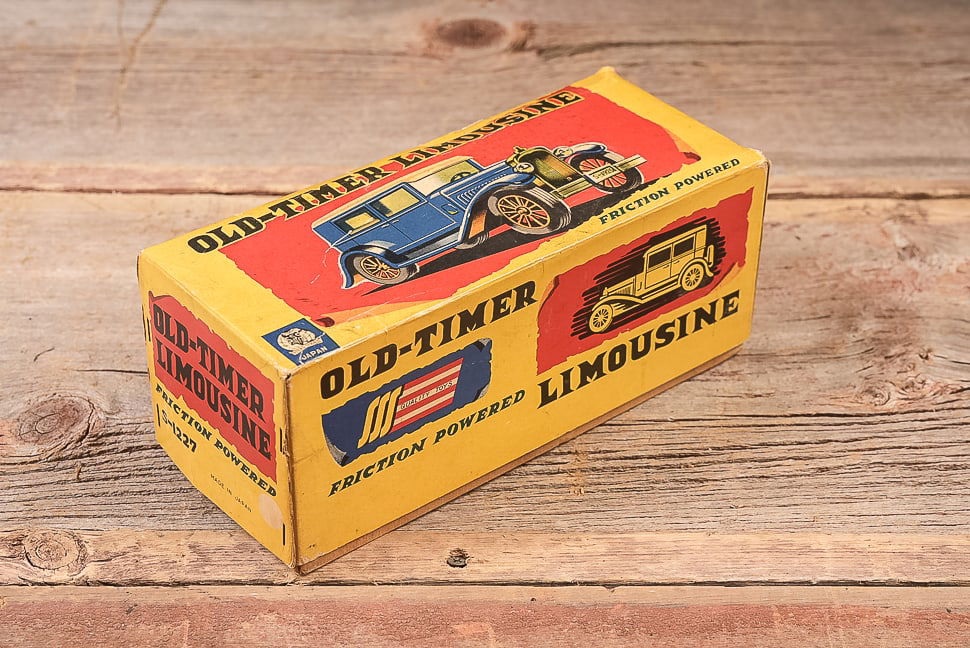 OLD-TIMER LIMOUSINE
FRICTION POWERED
JAPAN
OLD-TIMER
LIMOUSINE
SSS
QUALITY TOYS
FRICTION POWERED
OLD-TIMER
LIMOUSINE
FRICTION POWERED
S-1227
MADE IN JAPAN